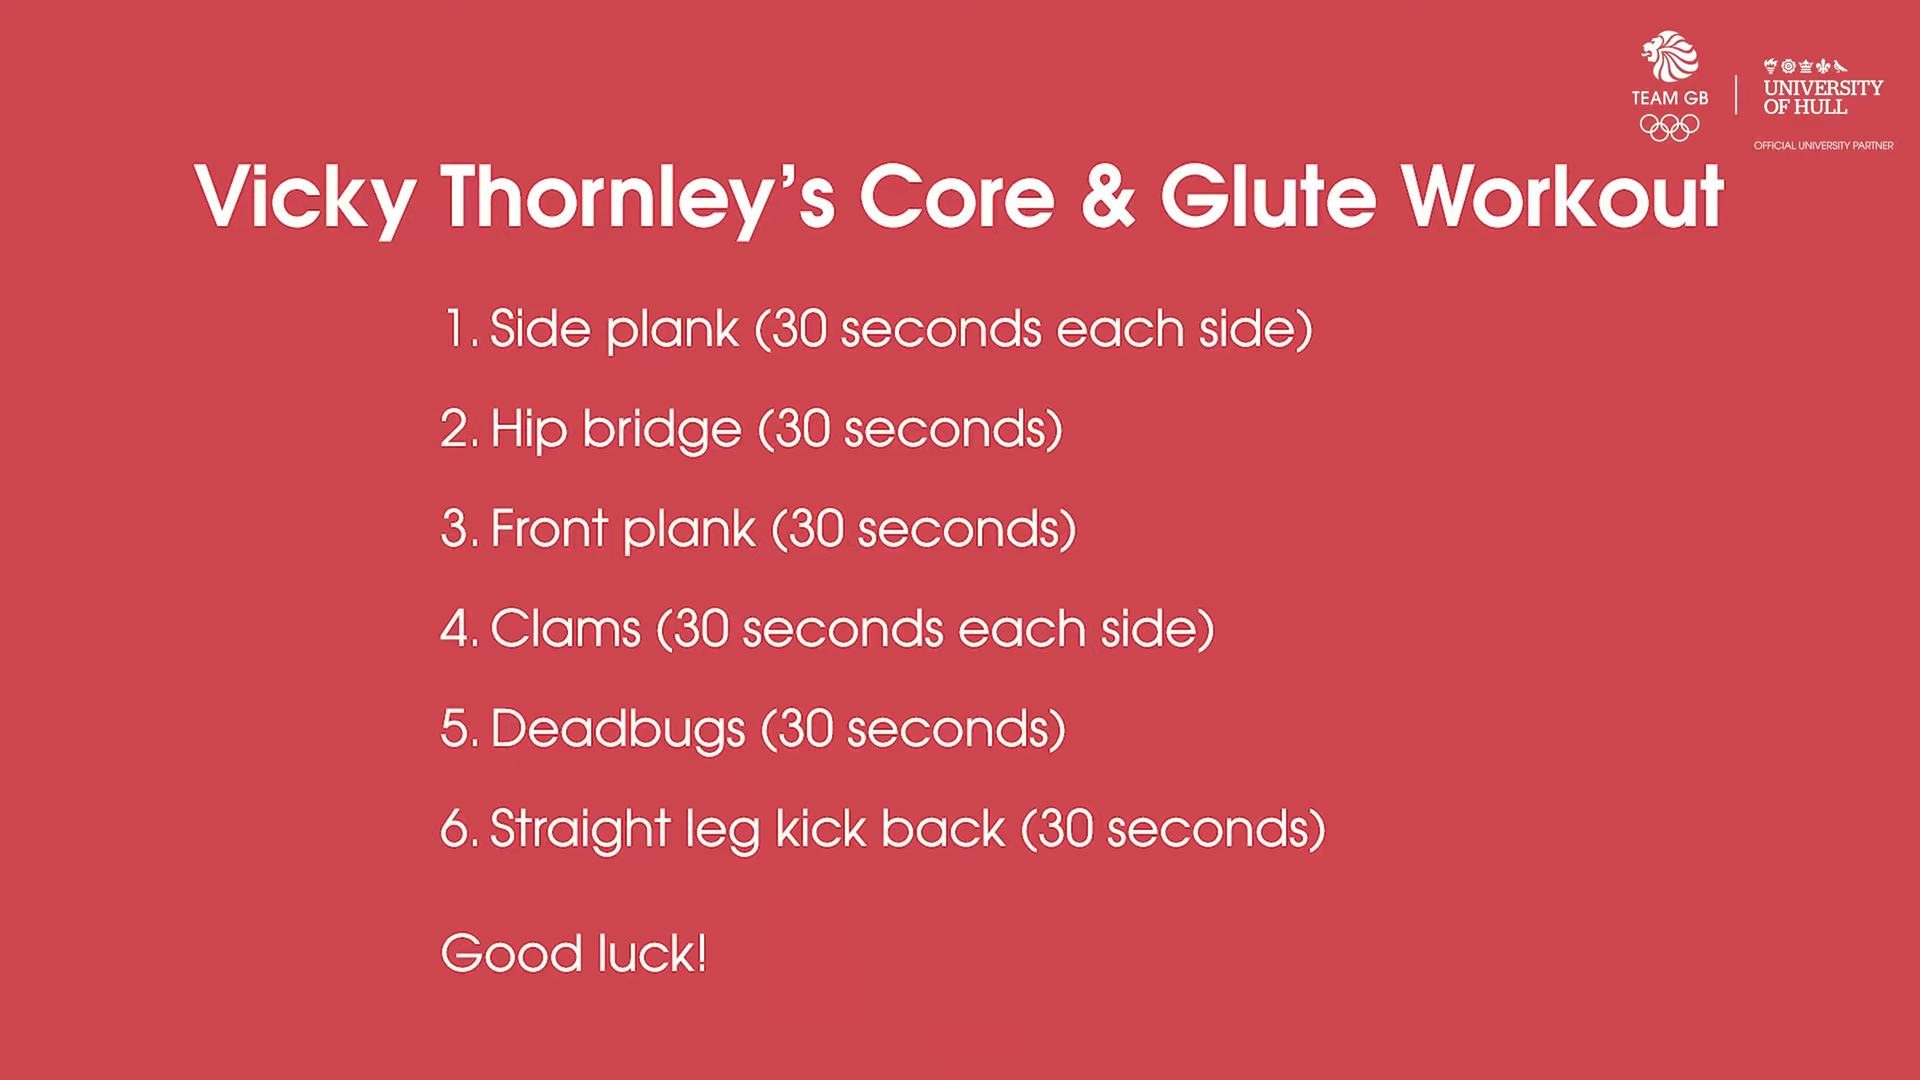 TEAM GB
UNIVERSITY
OF HULL
OFFICIAL UNIVERSITY PARTNER
Vicky Thornley’s Core & Glute Workout
1. Side plank (30 seconds each side)
2. Hip bridge (30 seconds)
3. Front plank (30 seconds)
4. Clams (30 seconds each side)
5. Deadbugs (30 seconds)
6. Straight leg kick back (30 seconds)
Good luck!